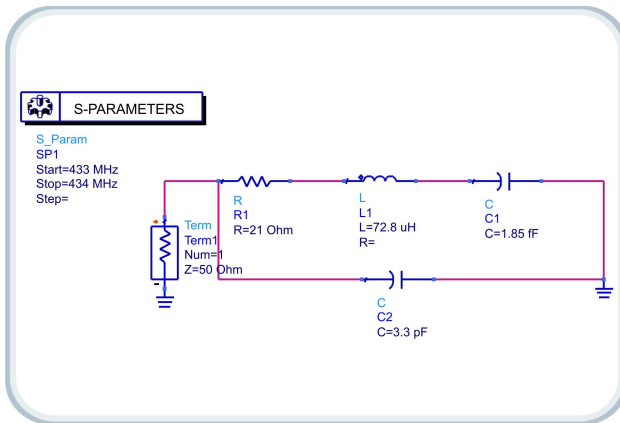 S-PARAMETERS
S_Param
SP1
Start=433 MHz
Stop=434 MHz
Step=
Term
Term1
Num=1
Z=50 Ohm
R
R1
R=21 Ohm
L
L1
L=72.8 uH
R=
C
C1
C=1.85 fF
C
C2
C=3.3 pF